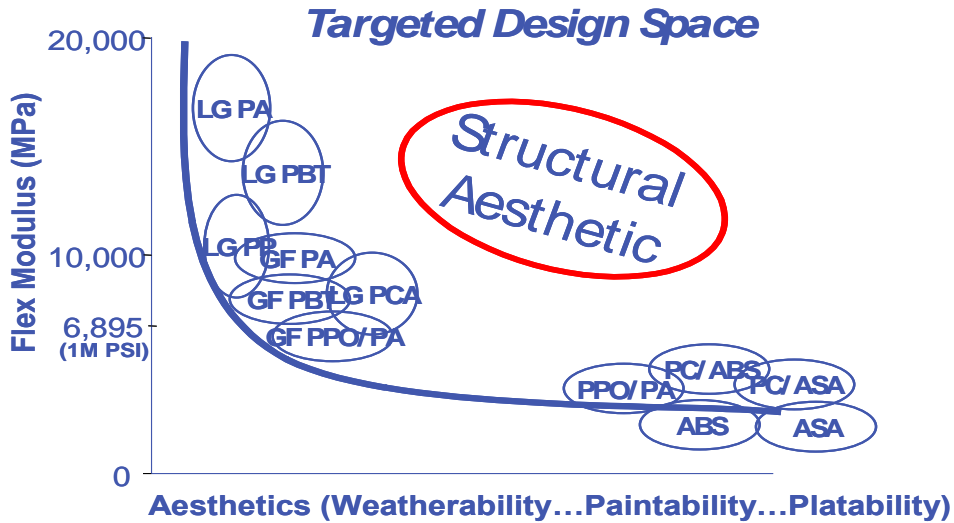 Targeted Design Space
20,000
LG PA
Structural
Aesthetic
LG PBT
Flex Modulus (MPa)
LG PP
10,000
GF PA
GF PBT
LG PCA
6,895
(1M PSI)
GF PPO/PA
PC/ABS
PPO/PA
PC/ASA
ABS
ASA
0
Aesthetics (Weatherability...Paintability...Platability)